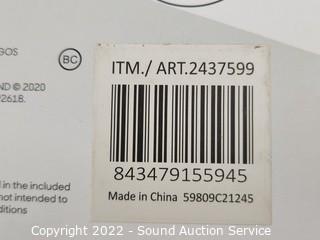 GOS
BC
ND © 2020
92618.
ITM./ ART.2437599
843479155945
Made in China 59809C21245
d in the included
not intended to
ditions
Copyright 2022 - Sound Auction Service